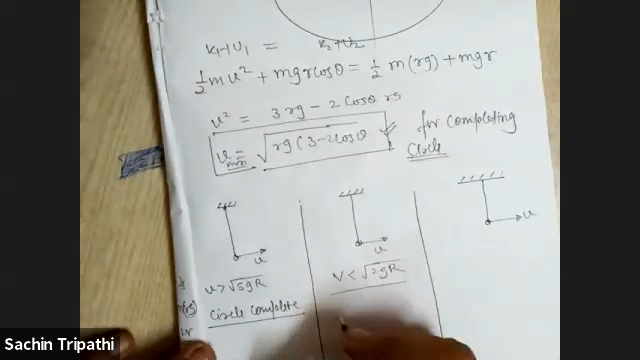 K₁+U₁ = K₂+U₂
½mu² + mgr cosθ = ½ m(rg) + mgr
u² = 3rg – 2cosθ rg
u min = √rg(3–2cosθ for completing
Circle
u
u
u
u > √5gR
V < √2gR
Circle complete
Sachin Tripathi